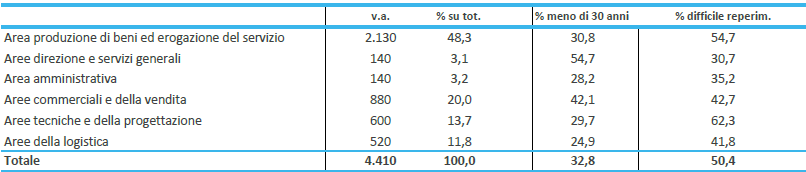 v.a. % su tot. % meno di 30 anni % difficile reperim.
Area produzione di beni ed erogazione del servizio 2.130 48,3 30,8 54,7
Aree direzione e servizi generali 140 3,1 54,7 30,7
Area amministrativa 140 3,2 28,2 35,2
Aree commerciali e della vendita 880 20,0 42,1 42,7
Aree tecniche e della progettazione 600 13,7 29,7 62,3
Aree della logistica 520 11,8 24,9 41,8
Totale 4.410 100,0 32,8 50,4